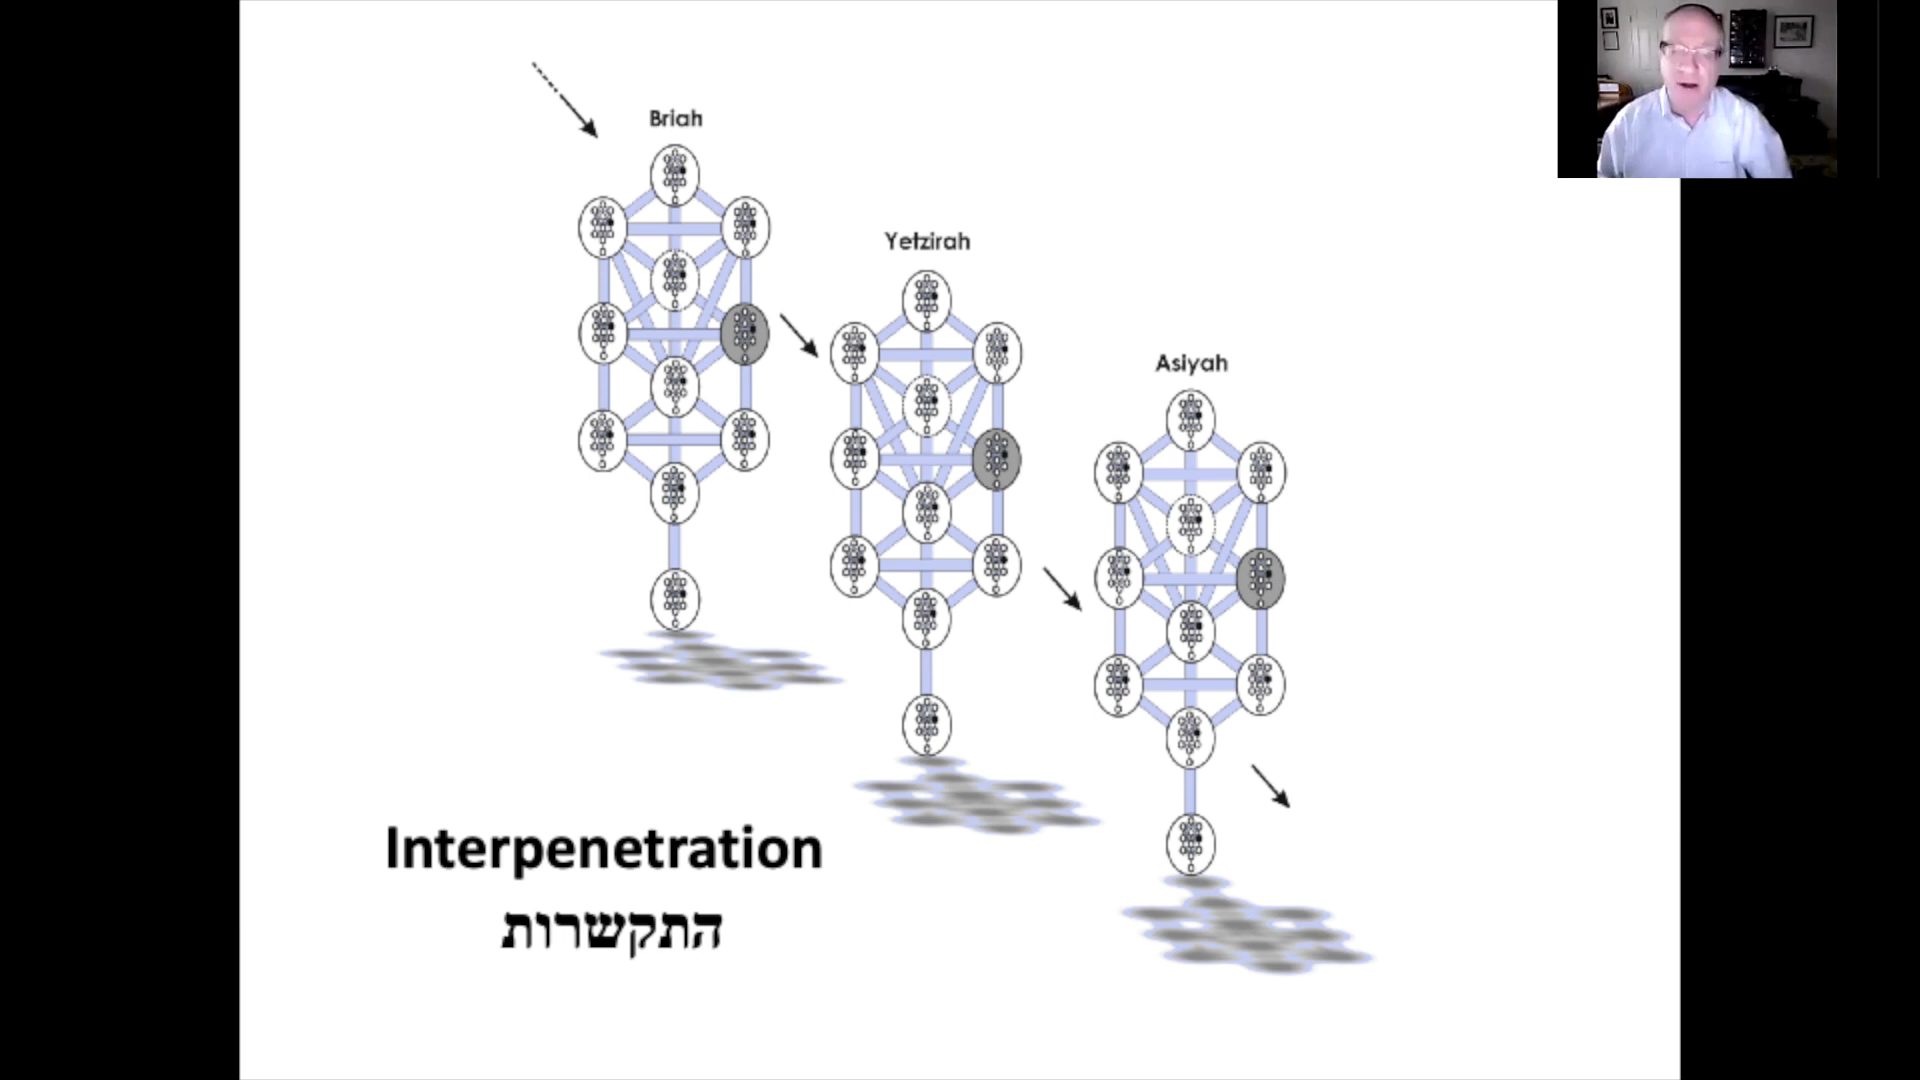 Briah
Yetzirah
Asiyah
Interpenetration
התקשרות